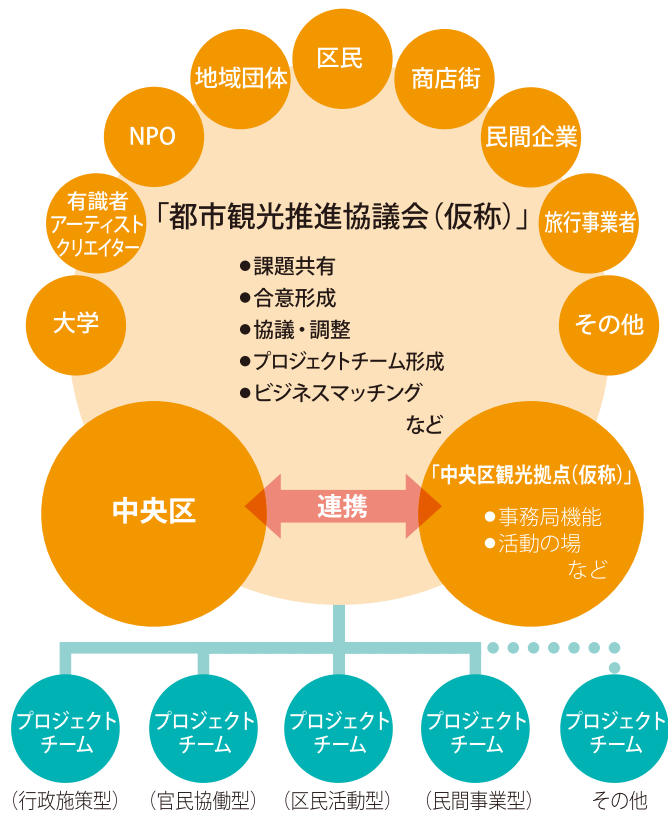 区民
地域団体
商店街
NPO
民間企業
有識者
アーティスト
クリエイター
旅行事業者
大学
その他
「都市観光推進協議会（仮称）」
●課題共有
●合意形成
●協議・調整
●プロジェクトチーム形成
●ビジネスマッチング
など
中央区
連携
「中央区観光拠点（仮称）」
●事務局機能
●活動の場
など
プロジェクト
チーム
（行政施策型）
プロジェクト
チーム
（官民協働型）
プロジェクト
チーム
（区民活動型）
プロジェクト
チーム
（民間事業型）
プロジェクト
チーム
その他